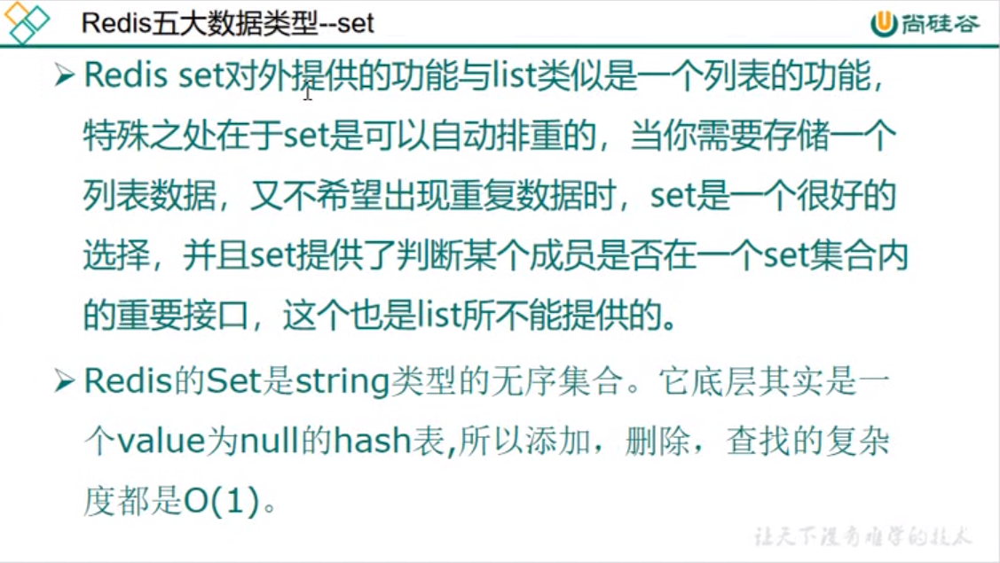 Redis五大数据类型--set
尚硅谷
Redis set对外提供的功能与list类似是一个列表的功能，
特殊之处在于set是可以自动排重的，当你需要存储一个
列表数据，又不希望出现重复数据时，set是一个很好的
选择，并且set提供了判断某个成员是否在一个set集合内
的重要接口，这个也是list所不能提供的。
Redis的Set是string类型的无序集合。它底层其实是一
个value为null的hash表,所以添加，删除，查找的复杂
度都是O(1)。
让天下没有难学的技术